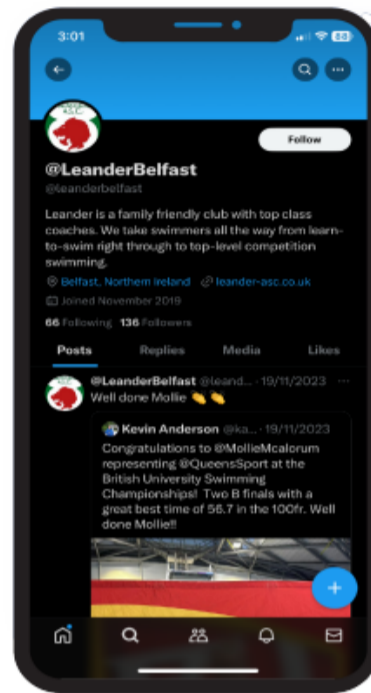 3:01
88
A.S.C.
Follow
@LeanderBelfast
@leanderbelfast
Leander is a family friendly club with top class
coaches. We take swimmers all the way from learn-
to-swim right through to top-level competition
swimming.
Belfast, Northern Ireland leander-asc.co.uk
Joined November 2019
66 Following 136 Followers
Posts Replies Media Likes
@LeanderBelfast @leand... · 19/11/2023 ...
Well done Mollie 👏 👏
Kevin Anderson @ka... · 19/11/2023
Congratulations to @MollieMcalorum
representing @QueensSport at the
British University Swimming
Championships! Two B finals with a
great best time of 56.7 in the 100fr. Well
done Mollie!!